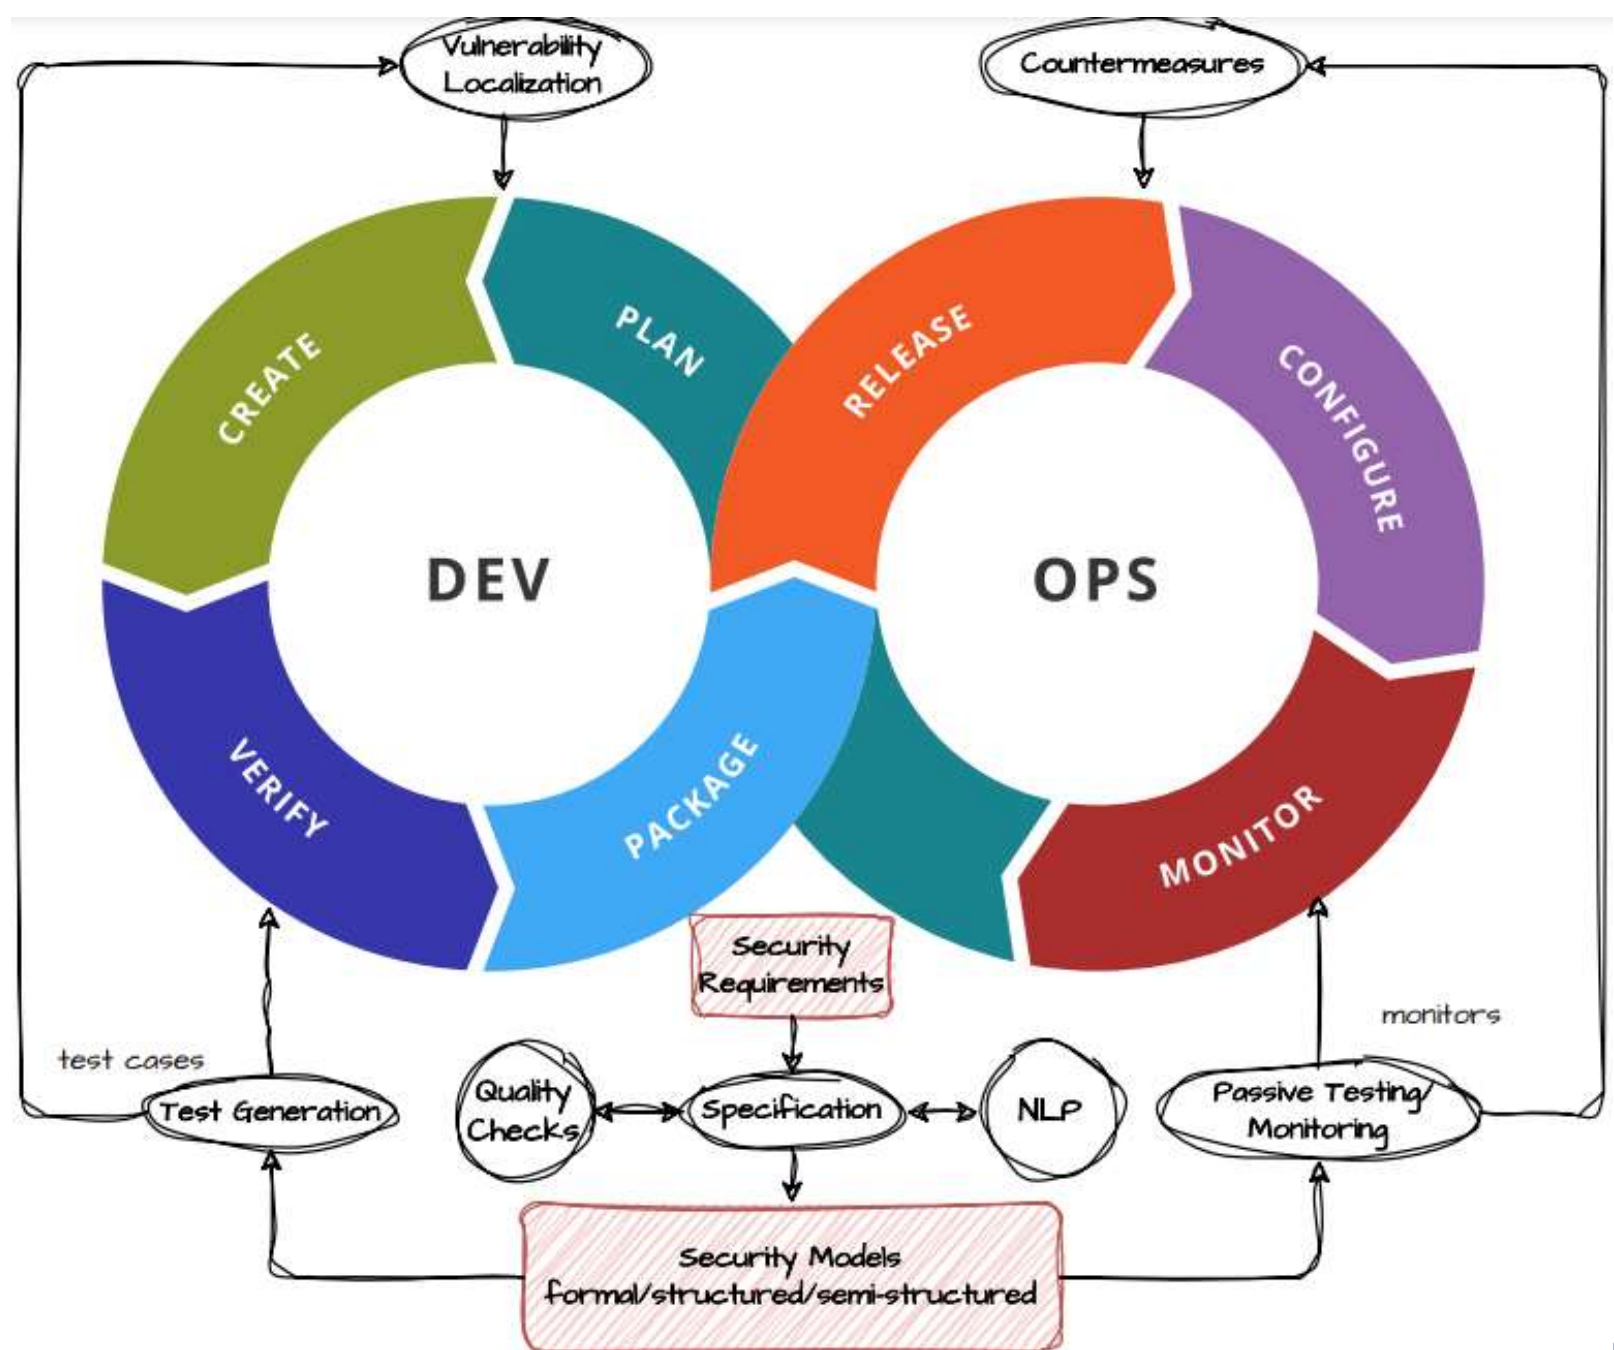 Vulnerability
Localization
Countermeasures
CREATE
PLAN
RELEASE
CONFIGURE
DEV
OPS
VERIFY
PACKAGE
MONITOR
Security
Requirements
monitors
test cases
Test Generation
Quality
Checks
Specification
NLP
Passive Testing/
Monitoring
Security Models
formal/structured/semi-structured